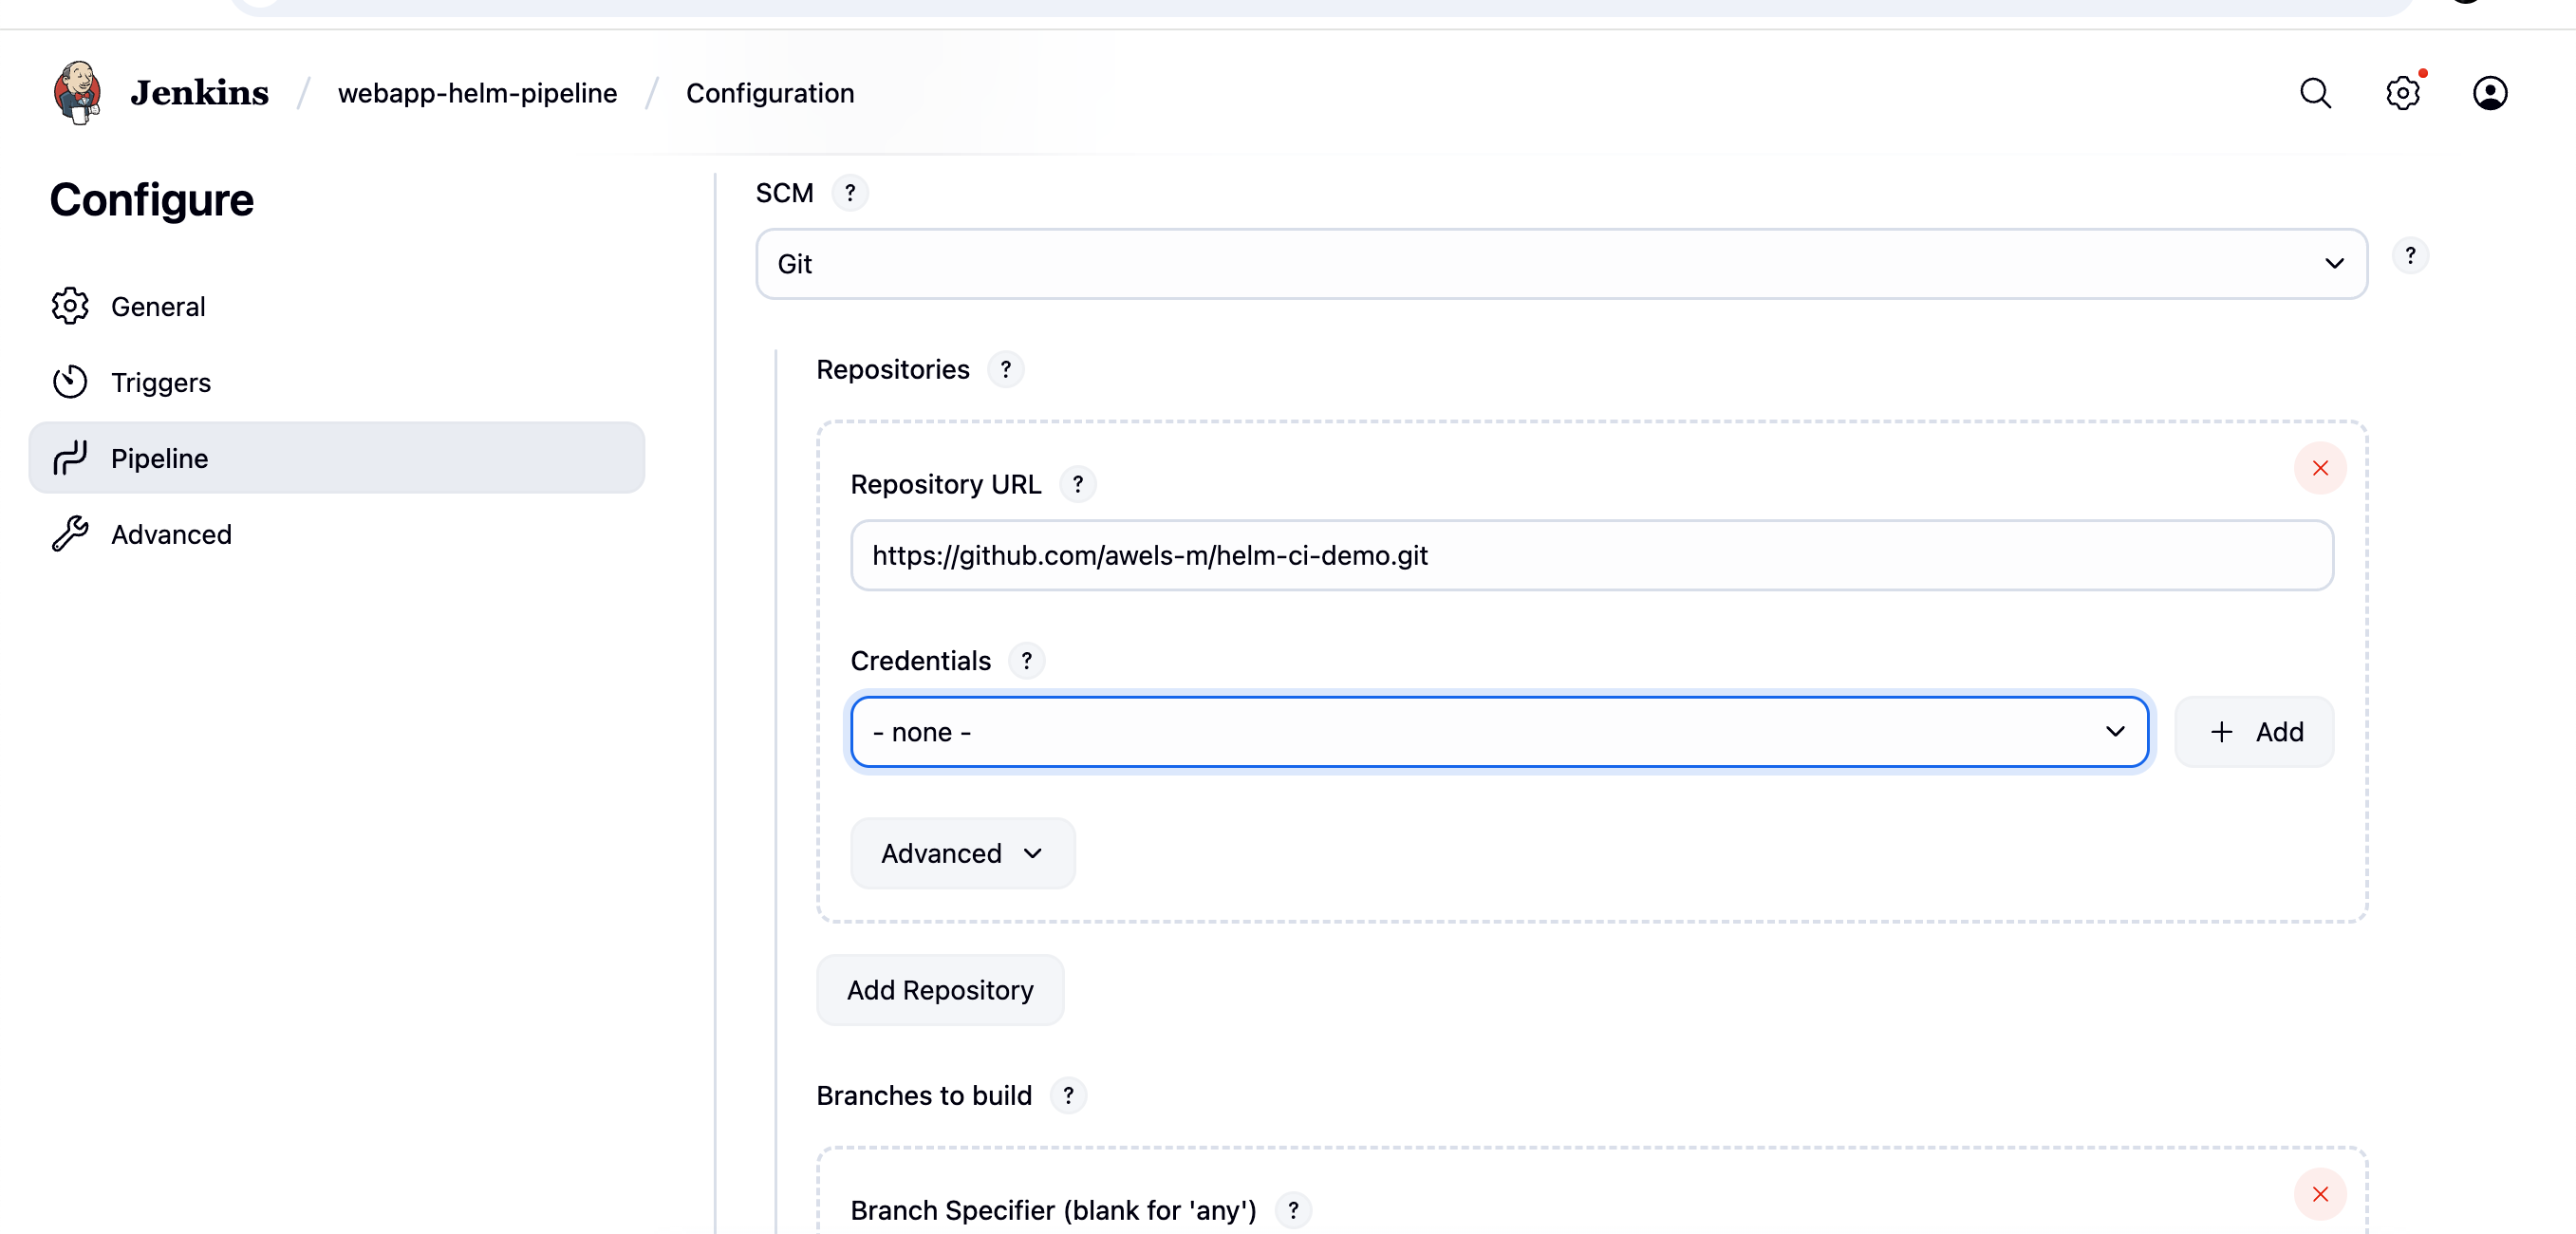 Jenkins / webapp-helm-pipeline / Configuration
Configure
General
Triggers
Pipeline
Advanced
SCM ?
Git
?
Repositories ?
Repository URL ?
https://github.com/awels-m/helm-ci-demo.git
Credentials ?
- none -
+ Add
Advanced
Add Repository
Branches to build ?
Branch Specifier (blank for 'any') ?